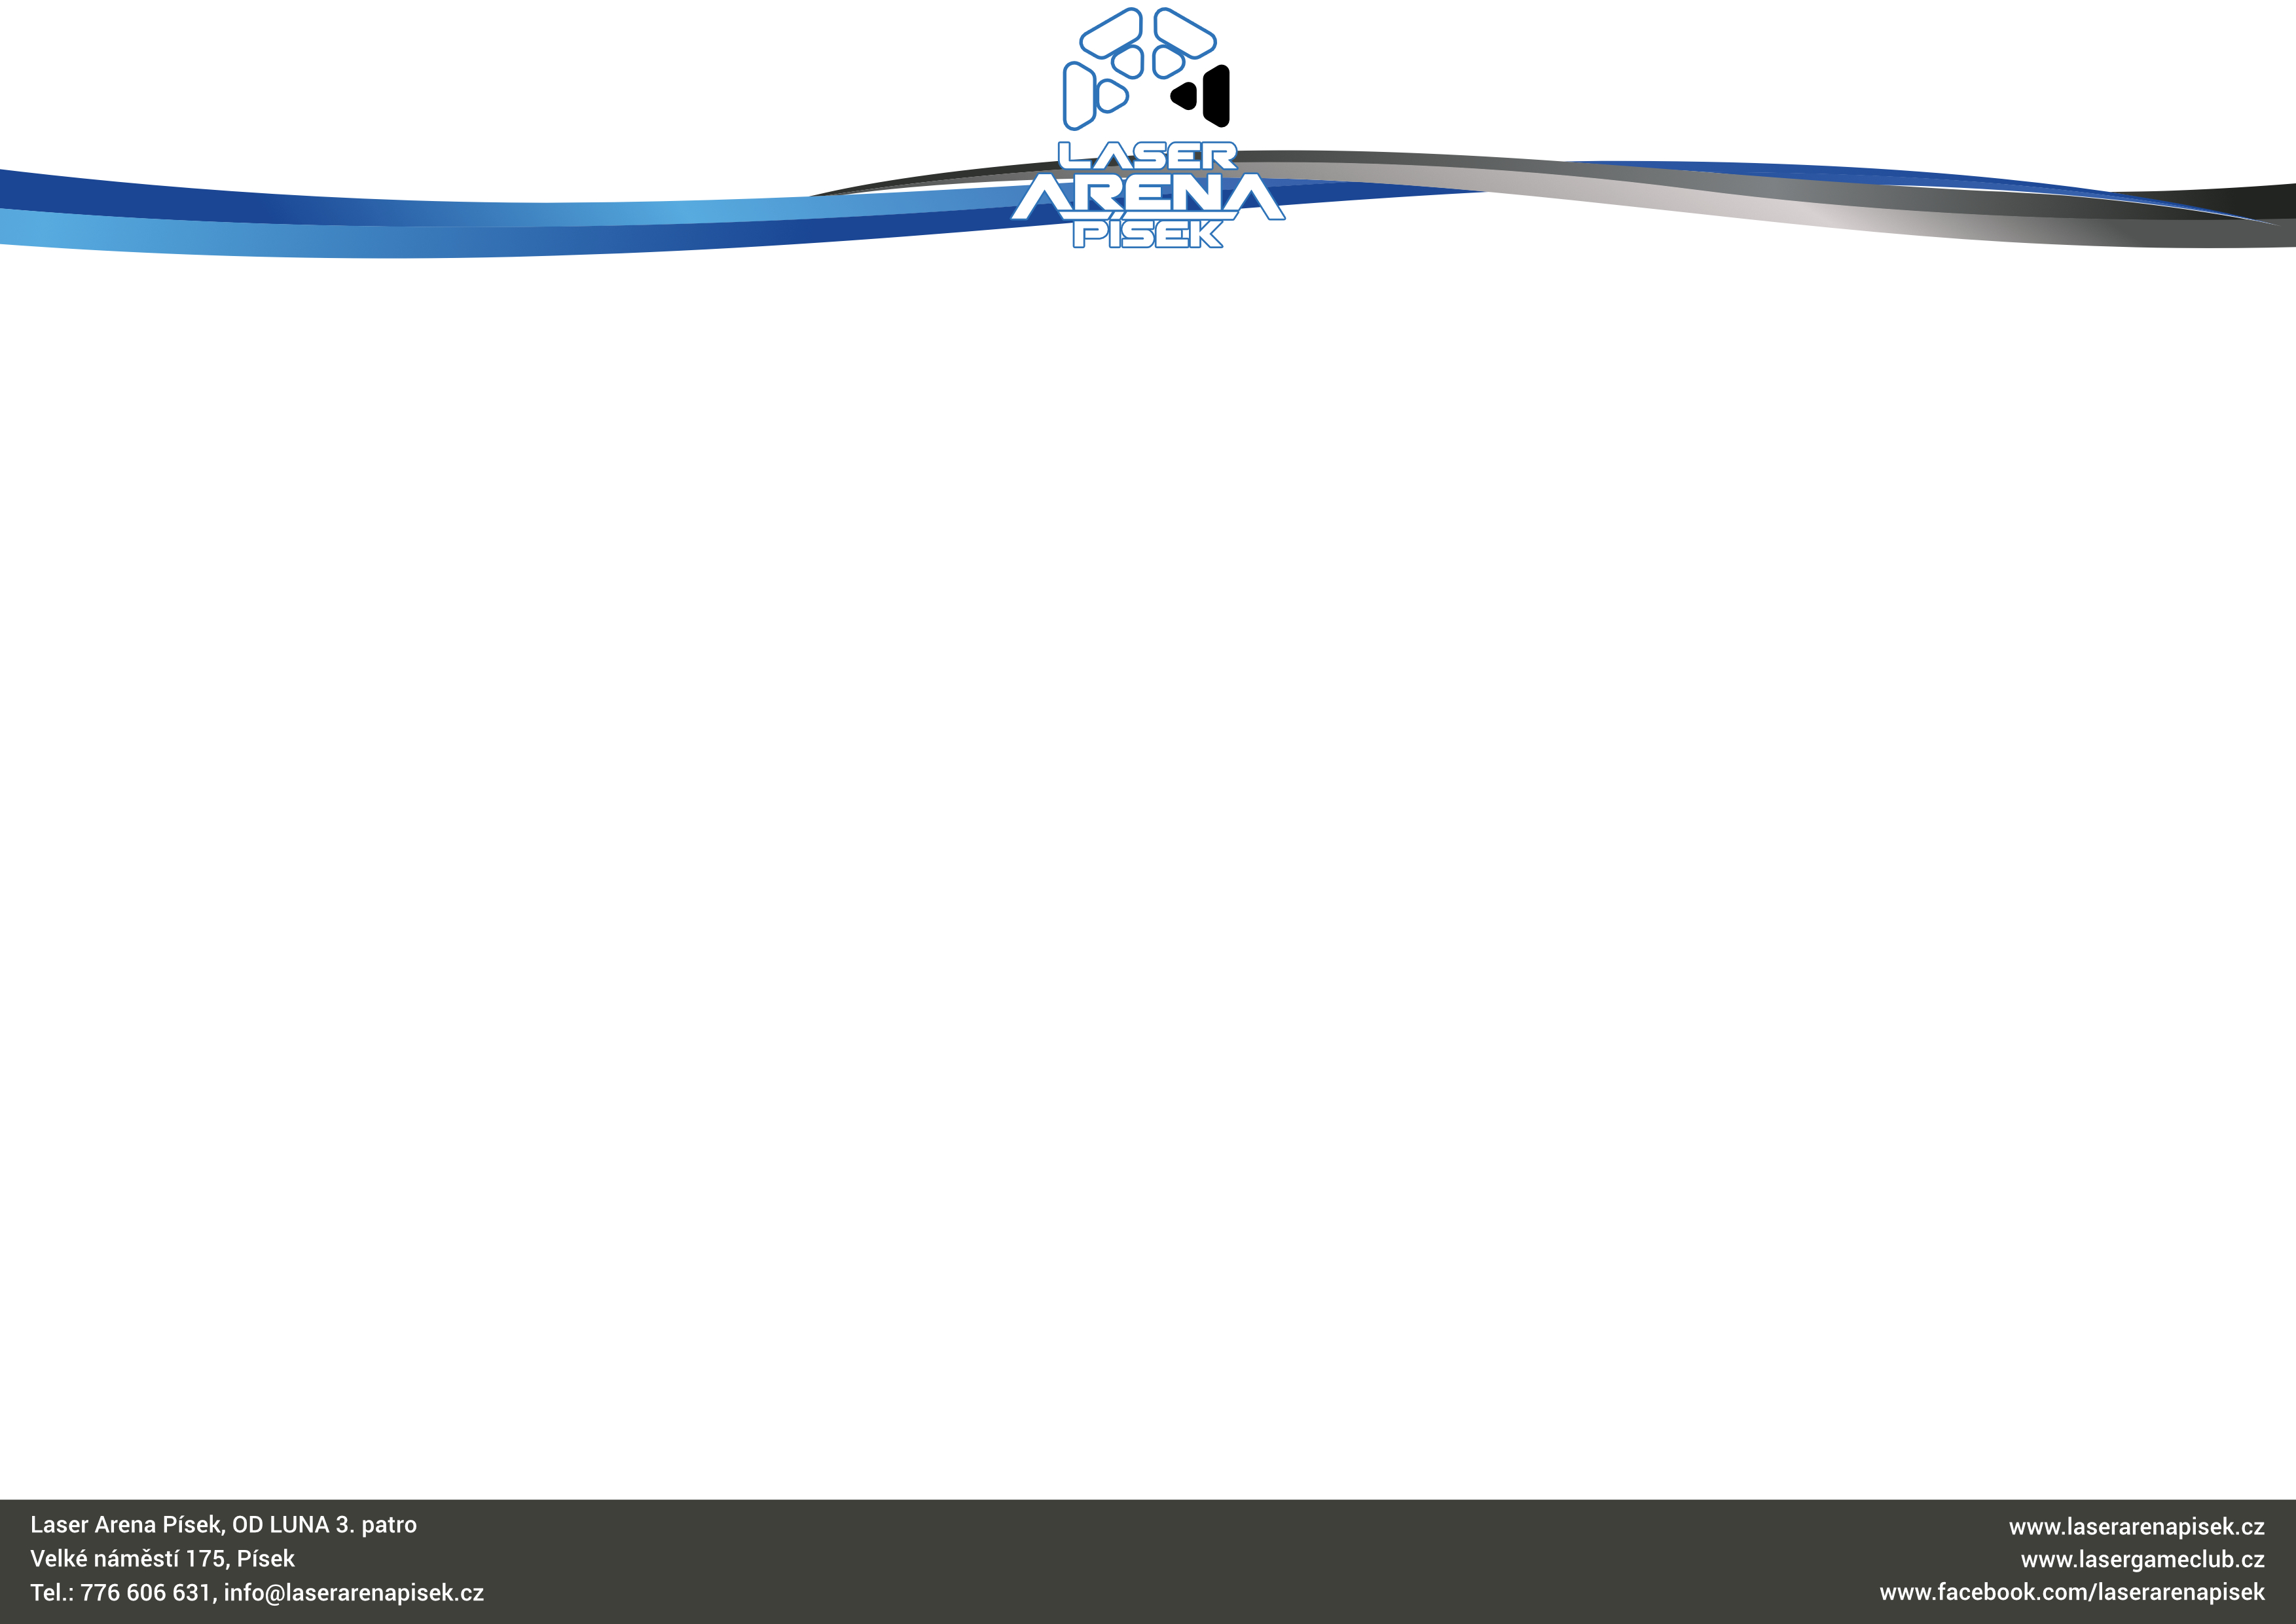 LASER
ARENA
PÍSEK
Laser Arena Písek, OD LUNA 3. patro
Velké náměstí 175, Písek
Tel.: 776 606 631, info@laserarenapisek.cz
www.laserarenapisek.cz
www.lasergameclub.cz
www.facebook.com/laserarenapisek